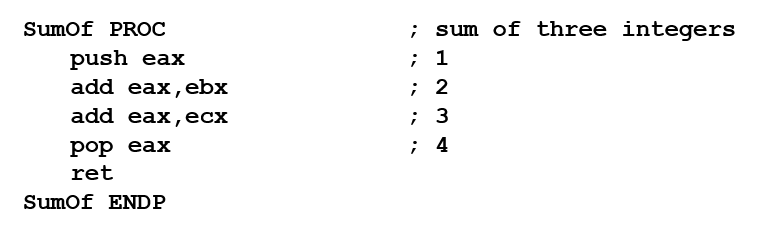 SumOf PROC ; sum of three integers
push eax ; 1
add eax,ebx ; 2
add eax,ecx ; 3
pop eax ; 4
ret
SumOf ENDP